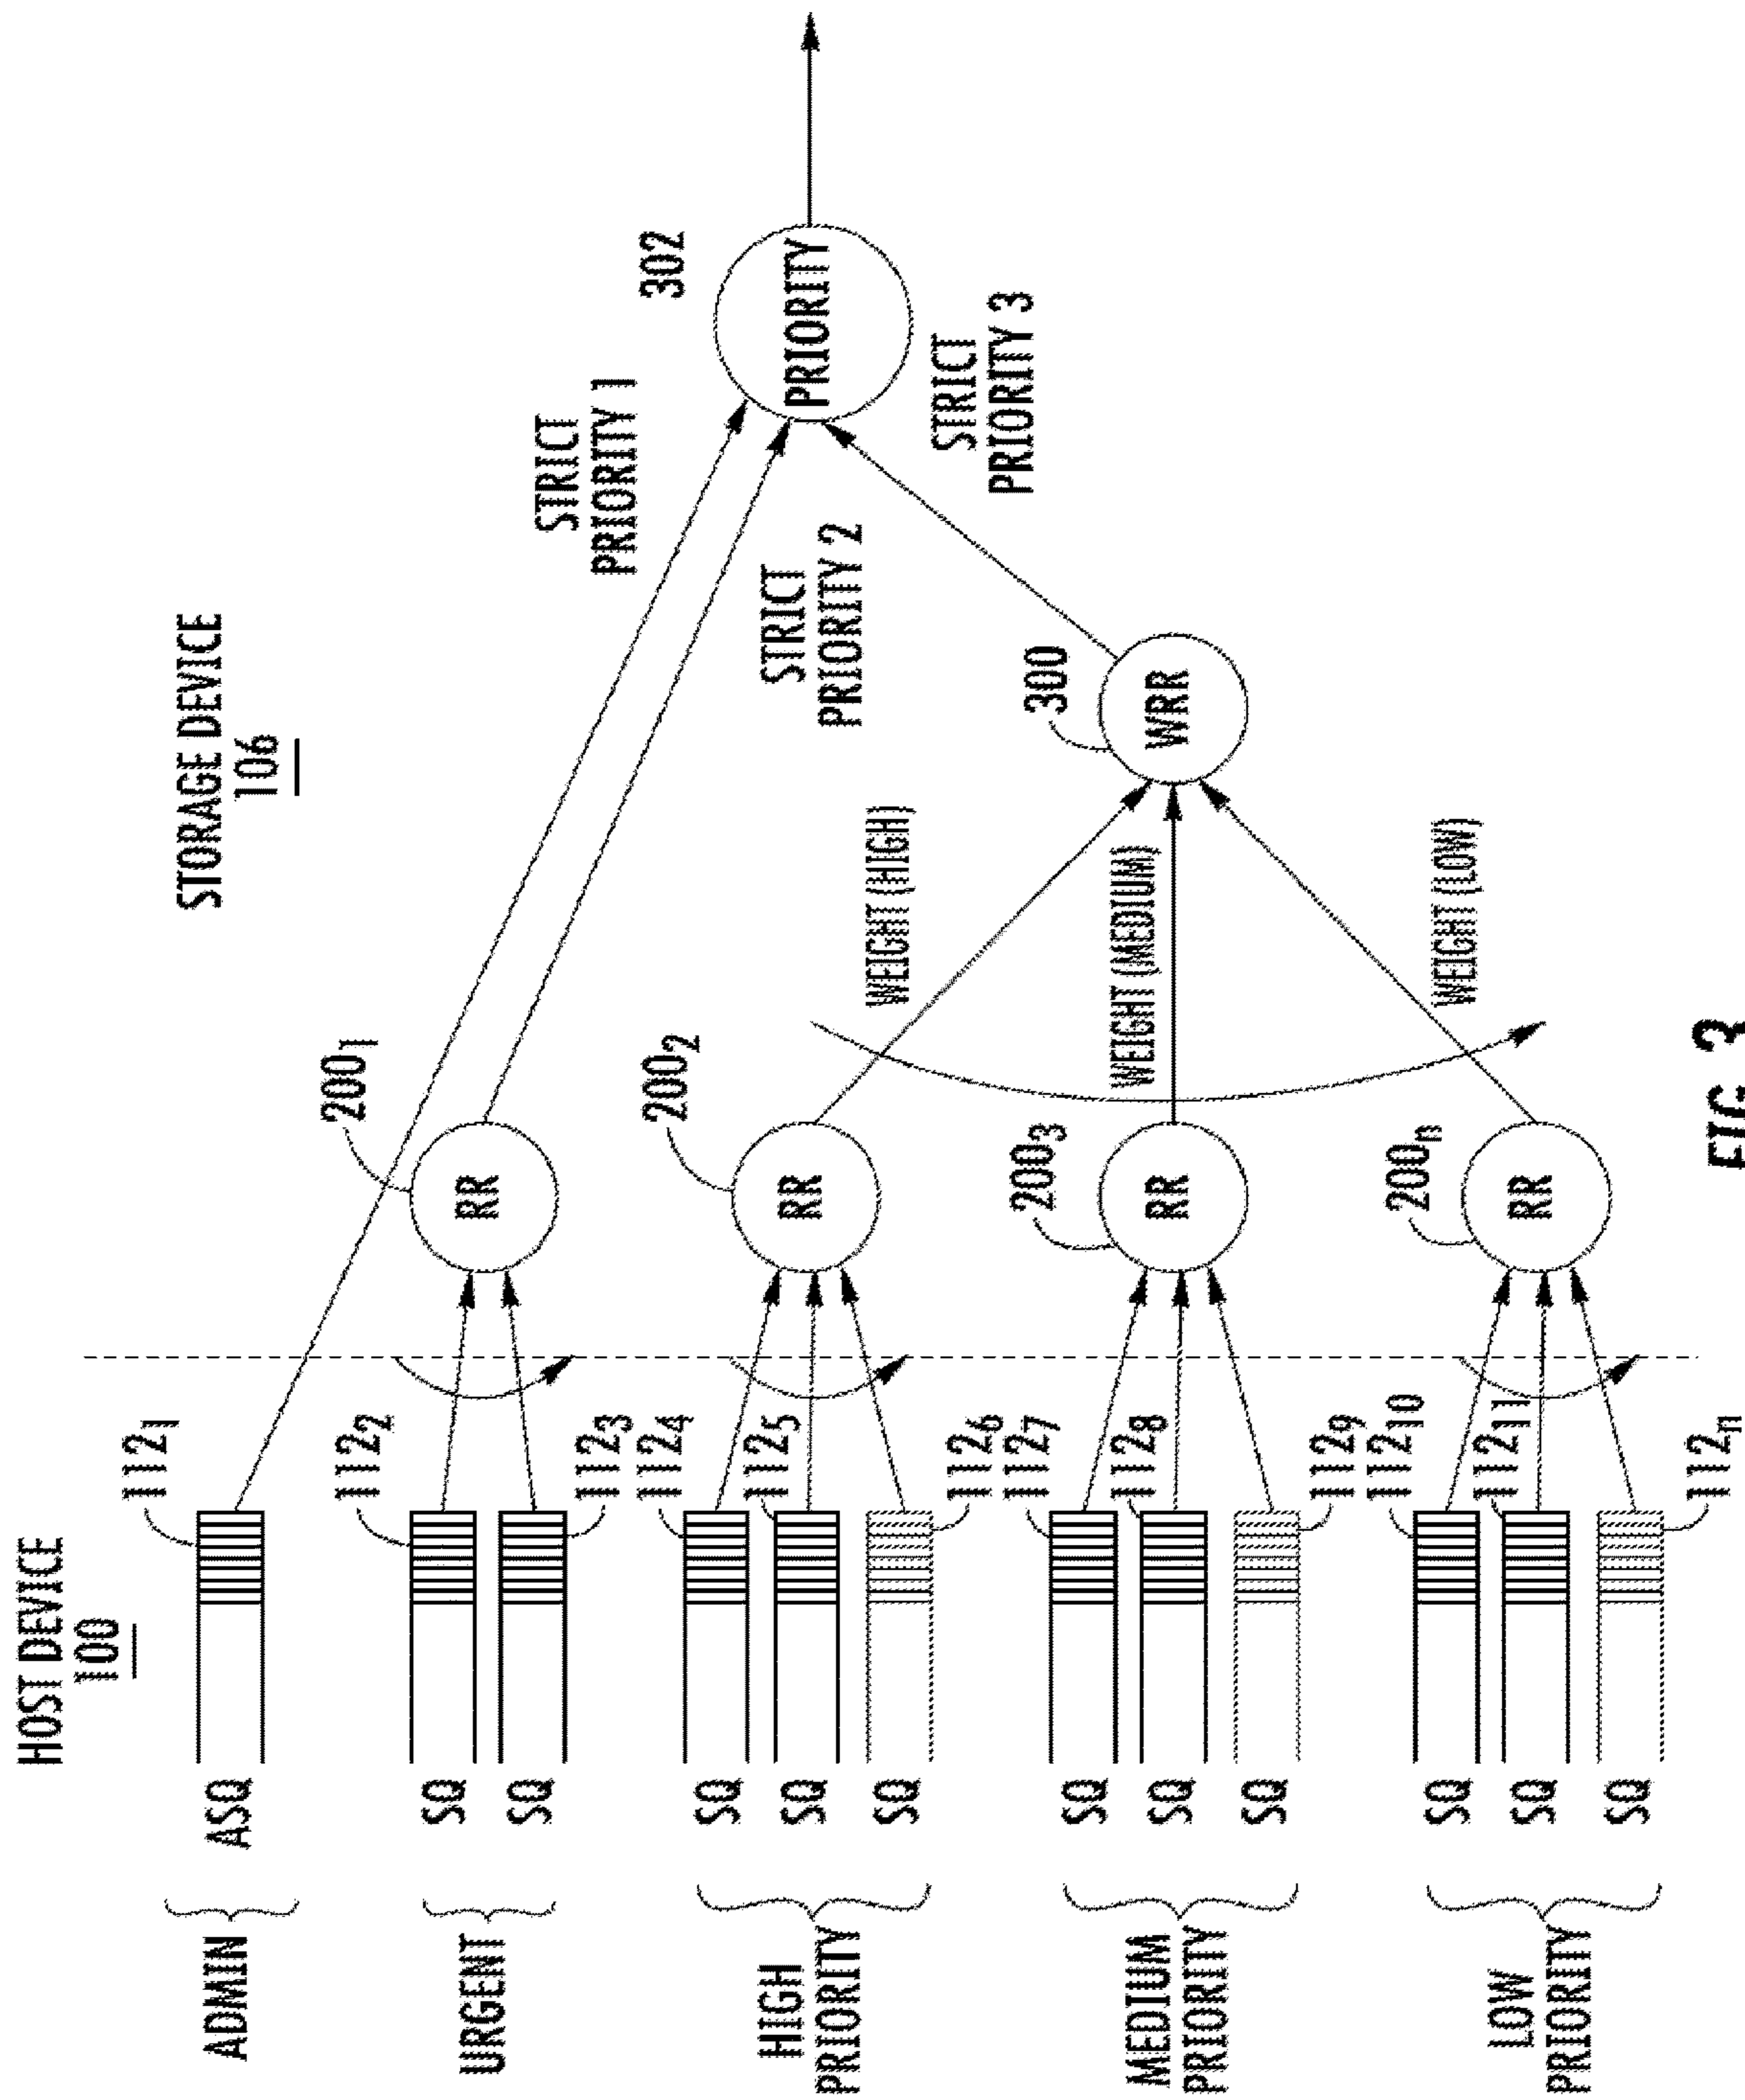 HOST DEVICE
100
STORAGE DEVICE
106
ADMIN
ASQ
112₁
STRICT
PRIORITY 1
URGENT
SQ
112₂
SQ
112₃
200₁
RR
STRICT
PRIORITY 2
302
PRIORITY
HIGH
PRIORITY
SQ
112₄
SQ
112₅
SQ
112₆
200₂
RR
WEIGHT (HIGH)
STRICT
PRIORITY 3
MEDIUM
PRIORITY
SQ
112₇
SQ
112₈
SQ
112₉
200₃
RR
WEIGHT (MEDIUM)
300
WRR
LOW
PRIORITY
SQ
112₁₀
SQ
112₁₁
SQ
112ₙ
200ₙ
RR
WEIGHT (LOW)
FIG. 3